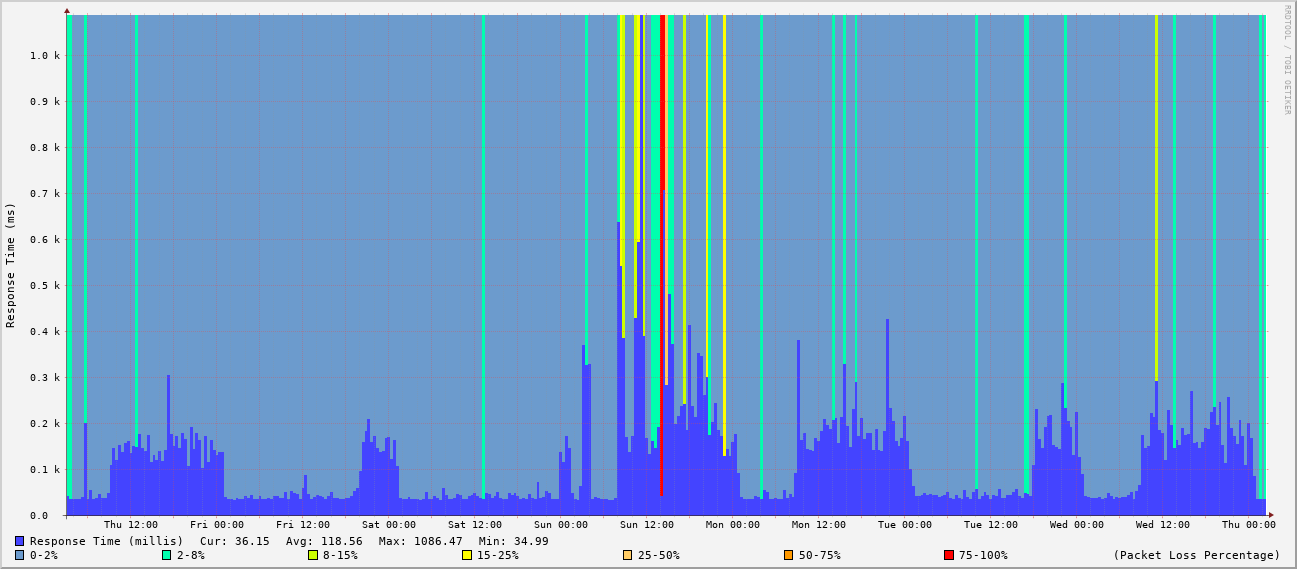 RRDTOOL / TOBI OETIKER
Response Time (ms)
1.0 k
0.9 k
0.8 k
0.7 k
0.6 k
0.5 k
0.4 k
0.3 k
0.2 k
0.1 k
0.0
Thu 12:00 Fri 00:00 Fri 12:00 Sat 00:00 Sat 12:00 Sun 00:00 Sun 12:00 Mon 00:00 Mon 12:00 Tue 00:00 Tue 12:00 Wed 00:00 Wed 12:00 Thu 00:00
Response Time (millis) Cur: 36.15 Avg: 118.56 Max: 1086.47 Min: 34.99
0-2% 2-8% 8-15% 15-25% 25-50% 50-75% 75-100% (Packet Loss Percentage)